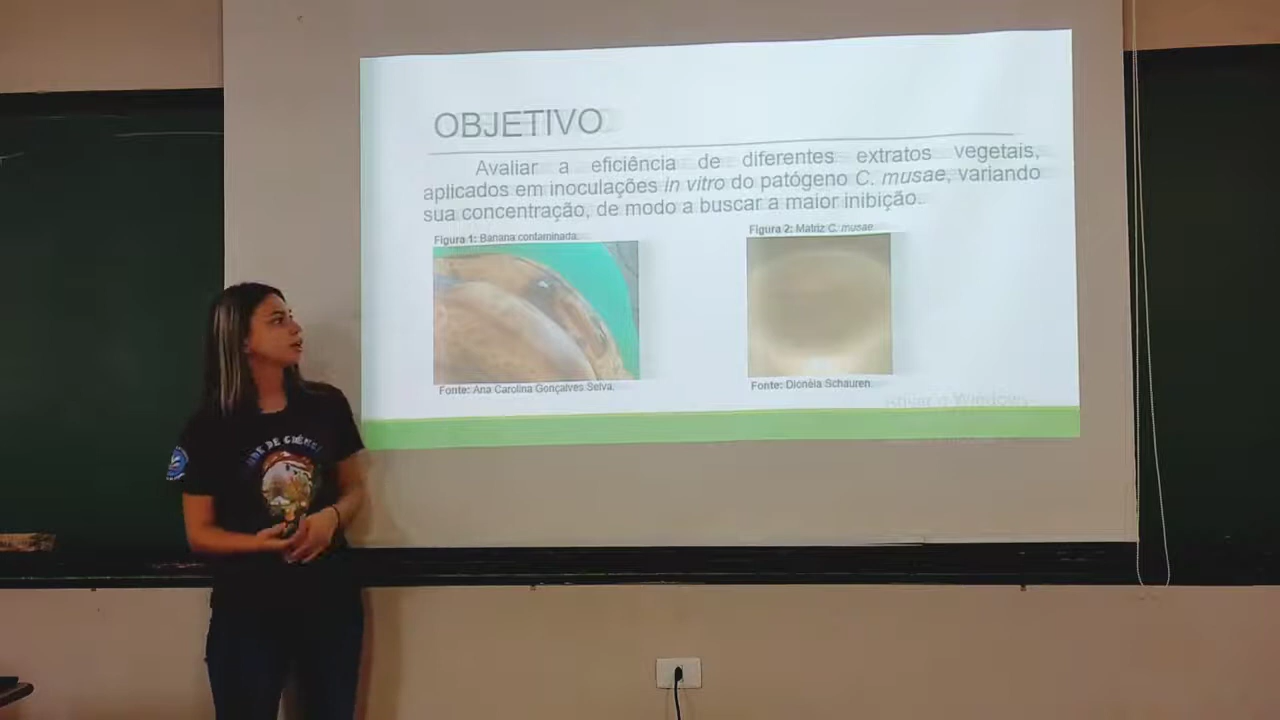 OBJETIVO
Avaliar a eficiência de diferentes extratos vegetais,
aplicados em inoculações in vitro do patógeno C. musae, variando
sua concentração, de modo a buscar a maior inibição.
Figura 1: Banana contaminada.
Figura 2: Matriz C. musae.
Fonte: Ana Carolina Gonçalves Selva.
Fonte: Dionéia Schauren.
Ativar o Windows